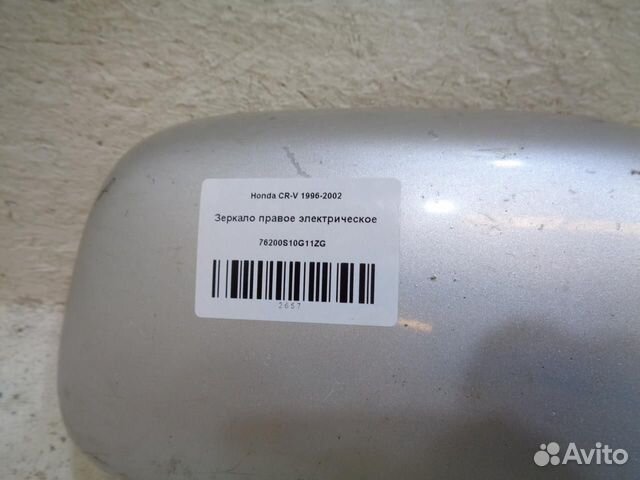 Honda CR-V 1996-2002
Зеркало правое электрическое
76200S10G11ZG
2657
Avito